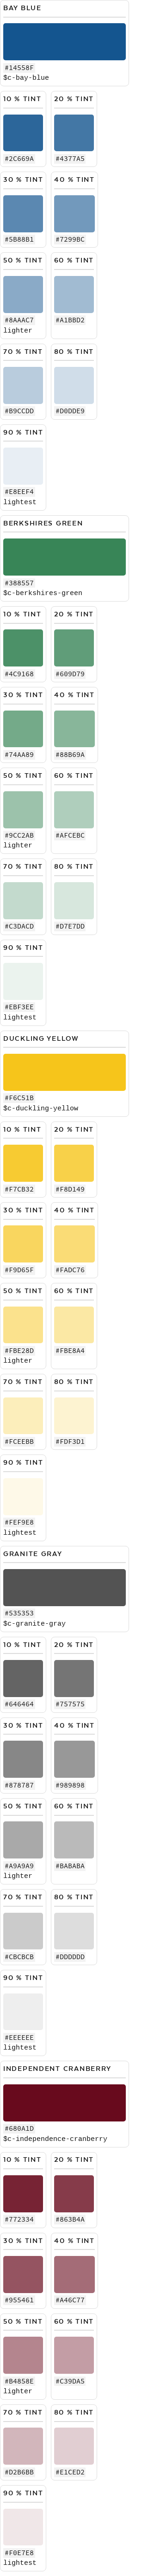 BAY BLUE
#14558F
$c-bay-blue
10 % TINT 20 % TINT
#2C669A #4377A5
30 % TINT 40 % TINT
#5B88B1 #7299BC
50 % TINT 60 % TINT
#8AAAC7 #A1BBD2
lighter
70 % TINT 80 % TINT
#B9CCDD #D0DDE9
90 % TINT
#E8EEF4
lightest
BERKSHIRES GREEN
#388557
$c-berkshires-green
10 % TINT 20 % TINT
#4C9168 #609D79
30 % TINT 40 % TINT
#74AA89 #88B69A
50 % TINT 60 % TINT
#9CC2AB #AFCEBC
lighter
70 % TINT 80 % TINT
#C3DACD #D7E7DD
90 % TINT
#EBF3EE
lightest
DUCKLING YELLOW
#F6C51B
$c-duckling-yellow
10 % TINT 20 % TINT
#F7CB32 #F8D149
30 % TINT 40 % TINT
#F9D65F #FADC76
50 % TINT 60 % TINT
#FBE28D #FBE8A4
lighter
70 % TINT 80 % TINT
#FCEEBB #FDF3D1
90 % TINT
#FEF9E8
lightest
GRANITE GRAY
#535353
$c-granite-gray
10 % TINT 20 % TINT
#646464 #757575
30 % TINT 40 % TINT
#878787 #989898
50 % TINT 60 % TINT
#A9A9A9 #BABABA
lighter
70 % TINT 80 % TINT
#CBCBCB #DDDDDD
90 % TINT
#EEEEEE
lightest
INDEPENDENT CRANBERRY
#680A1D
$c-independence-cranberry
10 % TINT 20 % TINT
#772334 #863B4A
30 % TINT 40 % TINT
#955461 #A46C77
50 % TINT 60 % TINT
#B4858E #C39DA5
lighter
70 % TINT 80 % TINT
#D2B6BB #E1CED2
90 % TINT
#F0E7E8
lightest